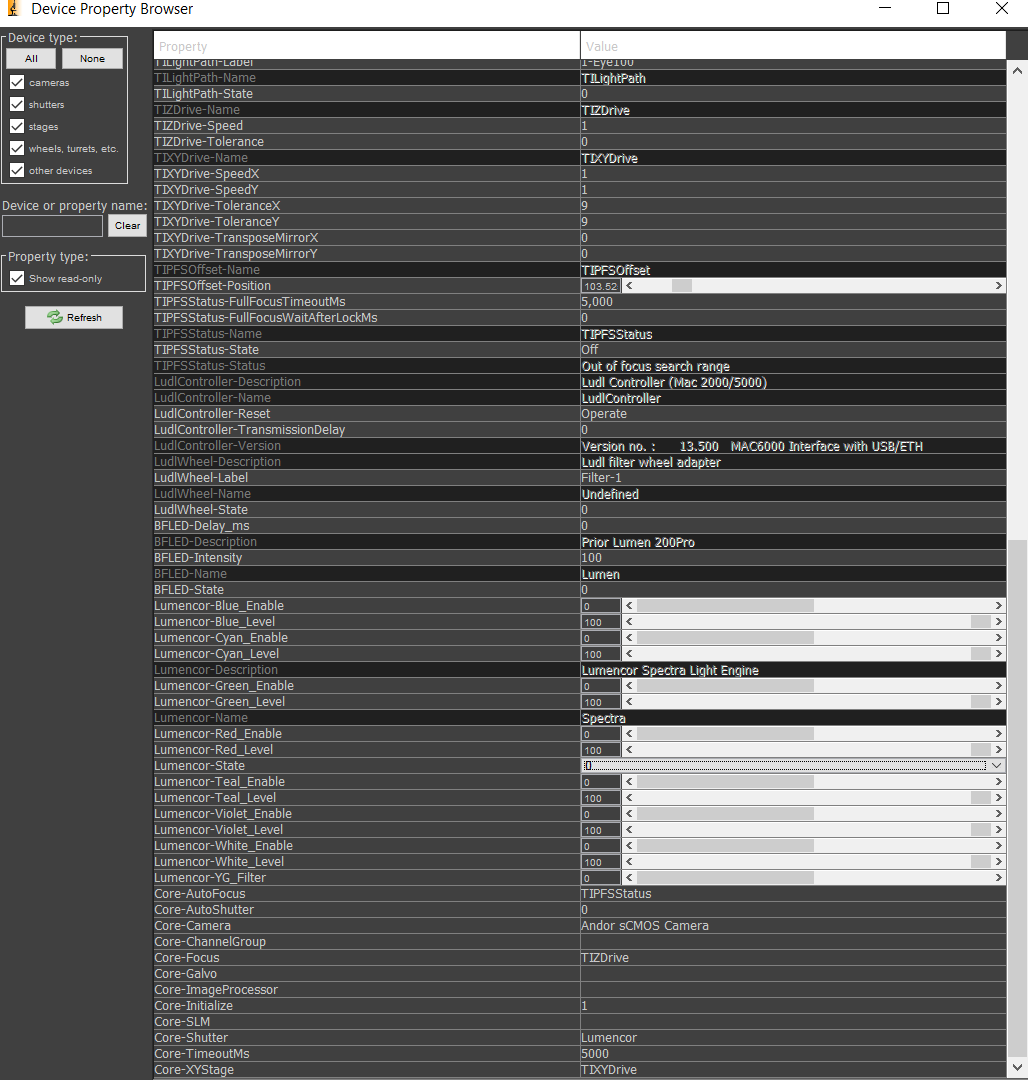 Device Property Browser
Device type:
All None
cameras
shutters
stages
wheels, turrets, etc.
other devices
Device or property name:
Clear
Property type:
Show read-only
Refresh
Property Value
TILightPath-Label 1-Eye100
TILightPath-Name TILightPath
TILightPath-State 0
TIZDrive-Name TIZDrive
TIZDrive-Speed 1
TIZDrive-Tolerance 0
TIXYDrive-Name TIXYDrive
TIXYDrive-SpeedX 1
TIXYDrive-SpeedY 1
TIXYDrive-ToleranceX 9
TIXYDrive-ToleranceY 9
TIXYDrive-TransposeMirrorX 0
TIXYDrive-TransposeMirrorY 0
TIPFSOffset-Name TIPFSOffset
TIPFSOffset-Position 103.52
TIPFSStatus-FullFocusTimeoutMs 5,000
TIPFSStatus-FullFocusWaitAfterLockMs 0
TIPFSStatus-Name TIPFSStatus
TIPFSStatus-State Off
TIPFSStatus-Status Out of focus search range
LudlController-Description Ludl Controller (Mac 2000/5000)
LudlController-Name LudlController
LudlController-Reset Operate
LudlController-TransmissionDelay 0
LudlController-Version Version no. : 13.500 MAC6000 Interface with USB/ETH
LudlWheel-Description Ludl filter wheel adapter
LudlWheel-Label Filter-1
LudlWheel-Name Undefined
LudlWheel-State 0
BFLED-Delay_ms 0
BFLED-Description Prior Lumen 200Pro
BFLED-Intensity 100
BFLED-Name Lumen
BFLED-State 0
Lumencor-Blue_Enable 0
Lumencor-Blue_Level 100
Lumencor-Cyan_Enable 0
Lumencor-Cyan_Level 100
Lumencor-Description Lumencor Spectra Light Engine
Lumencor-Green_Enable 0
Lumencor-Green_Level 100
Lumencor-Name Spectra
Lumencor-Red_Enable 0
Lumencor-Red_Level 100
Lumencor-State 0
Lumencor-Teal_Enable 0
Lumencor-Teal_Level 100
Lumencor-Violet_Enable 0
Lumencor-Violet_Level 100
Lumencor-White_Enable 0
Lumencor-White_Level 100
Lumencor-YG_Filter 0
Core-AutoFocus TIPFSStatus
Core-AutoShutter 0
Core-Camera Andor sCMOS Camera
Core-ChannelGroup
Core-Focus TIZDrive
Core-Galvo
Core-ImageProcessor
Core-Initialize 1
Core-SLM
Core-Shutter Lumencor
Core-TimeoutMs 5000
Core-XYStage TIXYDrive